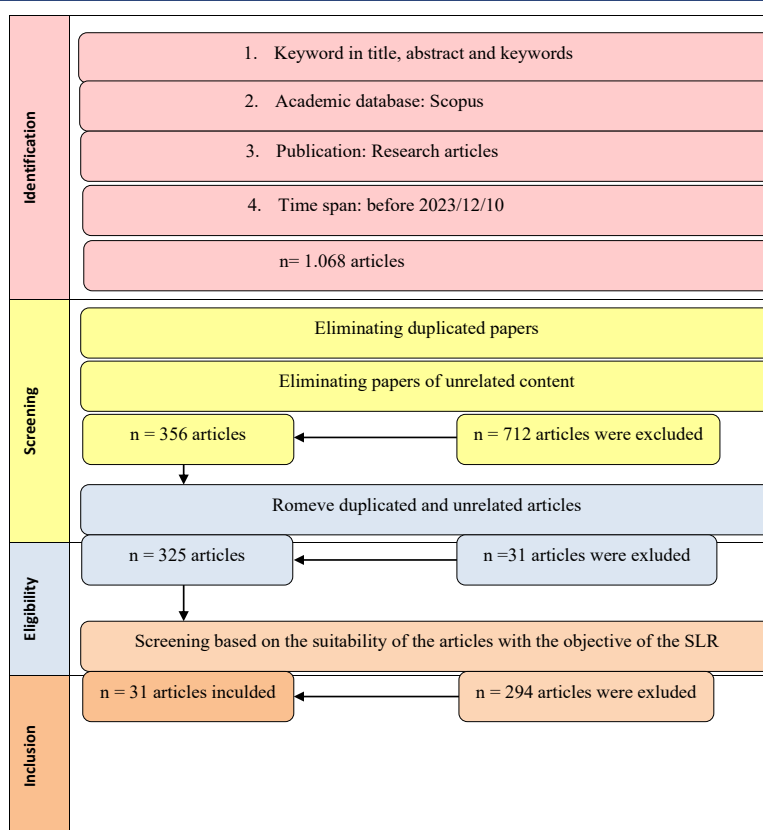 Identification
1. Keyword in title, abstract and keywords
2. Academic database: Scopus
3. Publication: Research articles
4. Time span: before 2023/12/10
n= 1.068 articles
Screening
Eliminating duplicated papers
Eliminating papers of unrelated content
n = 356 articles
n = 712 articles were excluded
Romeve duplicated and unrelated articles
Eligibility
n = 325 articles
n =31 articles were exluded
Screening based on the suitability of the articles with the objective of the SLR
Inclusion
n = 31 articles inculded
n = 294 articles were exluded